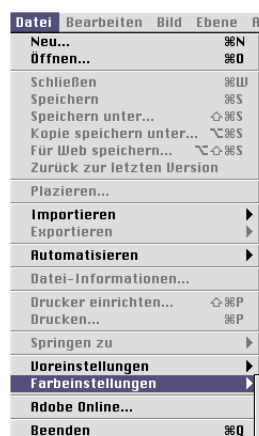 Datei Bearbeiten Bild Ebene
Neu... ⌘N
Öffnen... ⌘O
Schließen ⌘W
Speichern ⌘S
Speichern unter... ⇧⌘S
Kopie speichern unter... ⌥⌘S
Für Web speichern... ⌥⇧⌘S
Zurück zur letzten Version
Plazieren...
Importieren
Exportieren
Automatisieren
Datei-Informationen...
Drucker einrichten... ⇧⌘P
Drucken... ⌘P
Springen zu
Voreinstellungen
Farbeinstellungen
Adobe Online...
Beenden ⌘Q